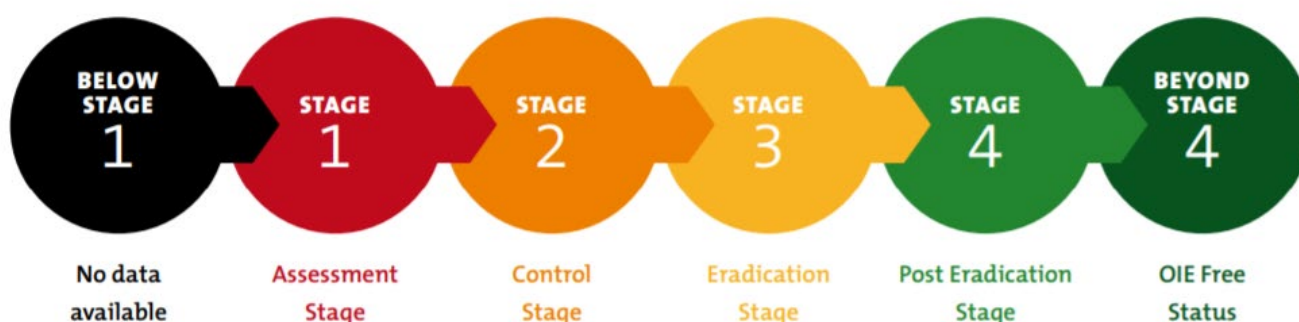 BELOW
STAGE
1
STAGE
1
STAGE
2
STAGE
3
STAGE
4
BEYOND
STAGE
4
No data
available
Assessment
Stage
Control
Stage
Eradication
Stage
Post Eradication
Stage
OIE Free
Status